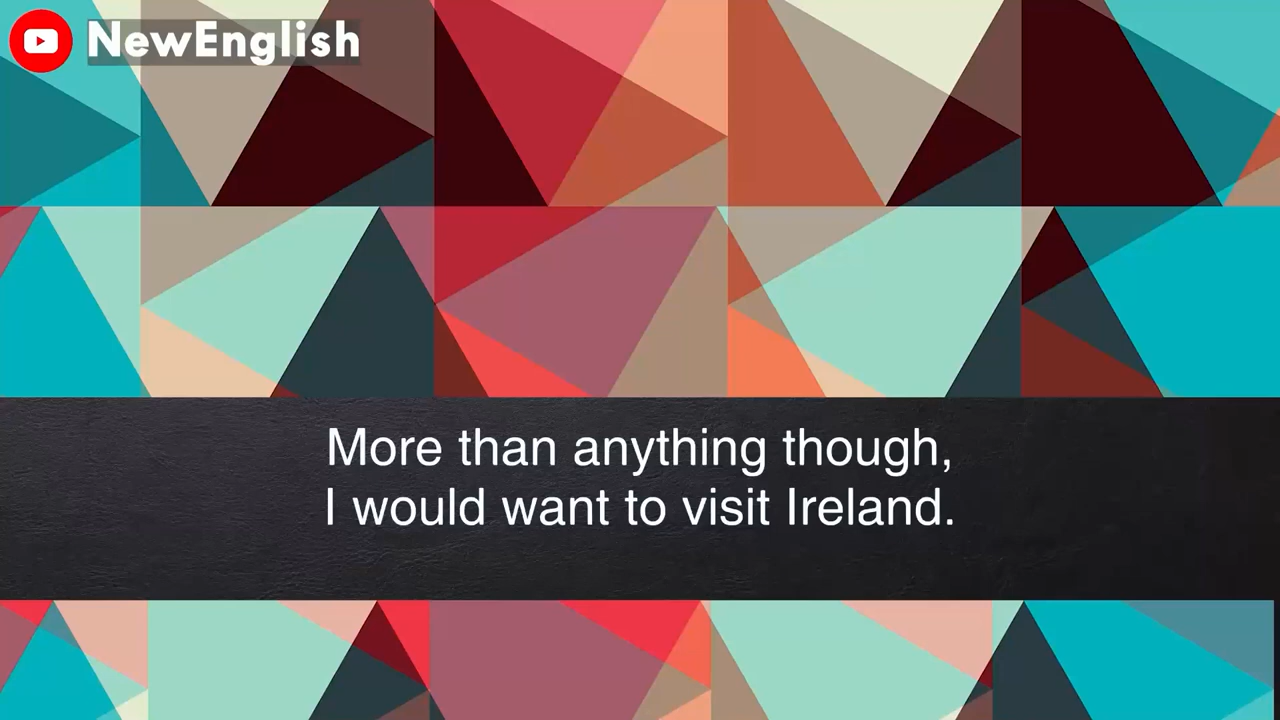 NewEnglish
More than anything though,
I would want to visit Ireland.